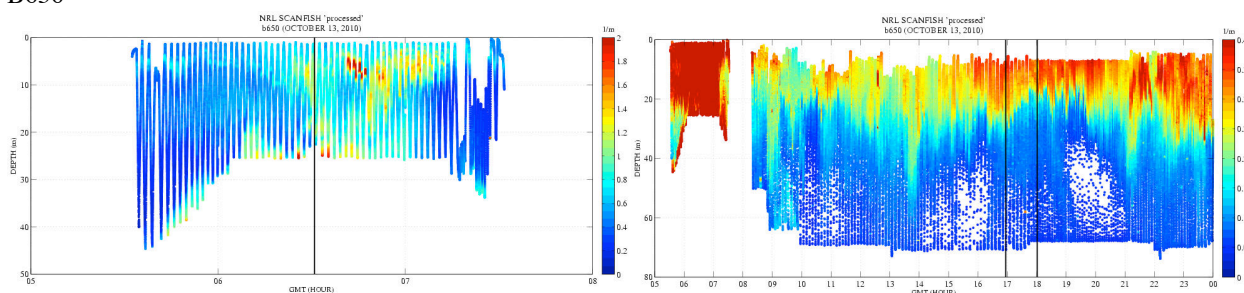 B650
NRL SCANFISH 'processed'
b650 (OCTOBER 13, 2010)
1/m
0
10
20
30
40
50
DEPTH (m)
05 06 07 08
GMT (HOUR)
2
1.8
1.6
1.4
1.2
1
0.8
0.6
0.4
0.2
0
NRL SCANFISH 'processed'
b650 (OCTOBER 13, 2010)
1/m
0
20
40
60
80
DEPTH (m)
05 06 07 08 09 10 11 12 13 14 15 16 17 18 19 20 21 22 23 00
GMT (HOUR)